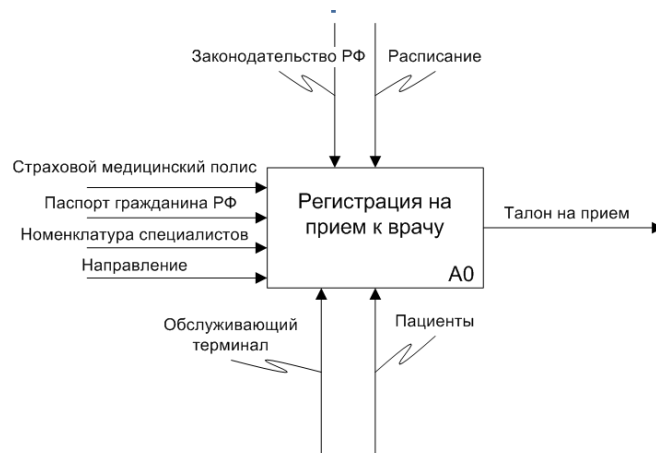 Законодательство РФ
Расписание
Страховой медицинский полис
Паспорт гражданина РФ
Номенклатура специалистов
Направление
Регистрация на
прием к врачу
A0
Талон на прием
Обслуживающий
терминал
Пациенты